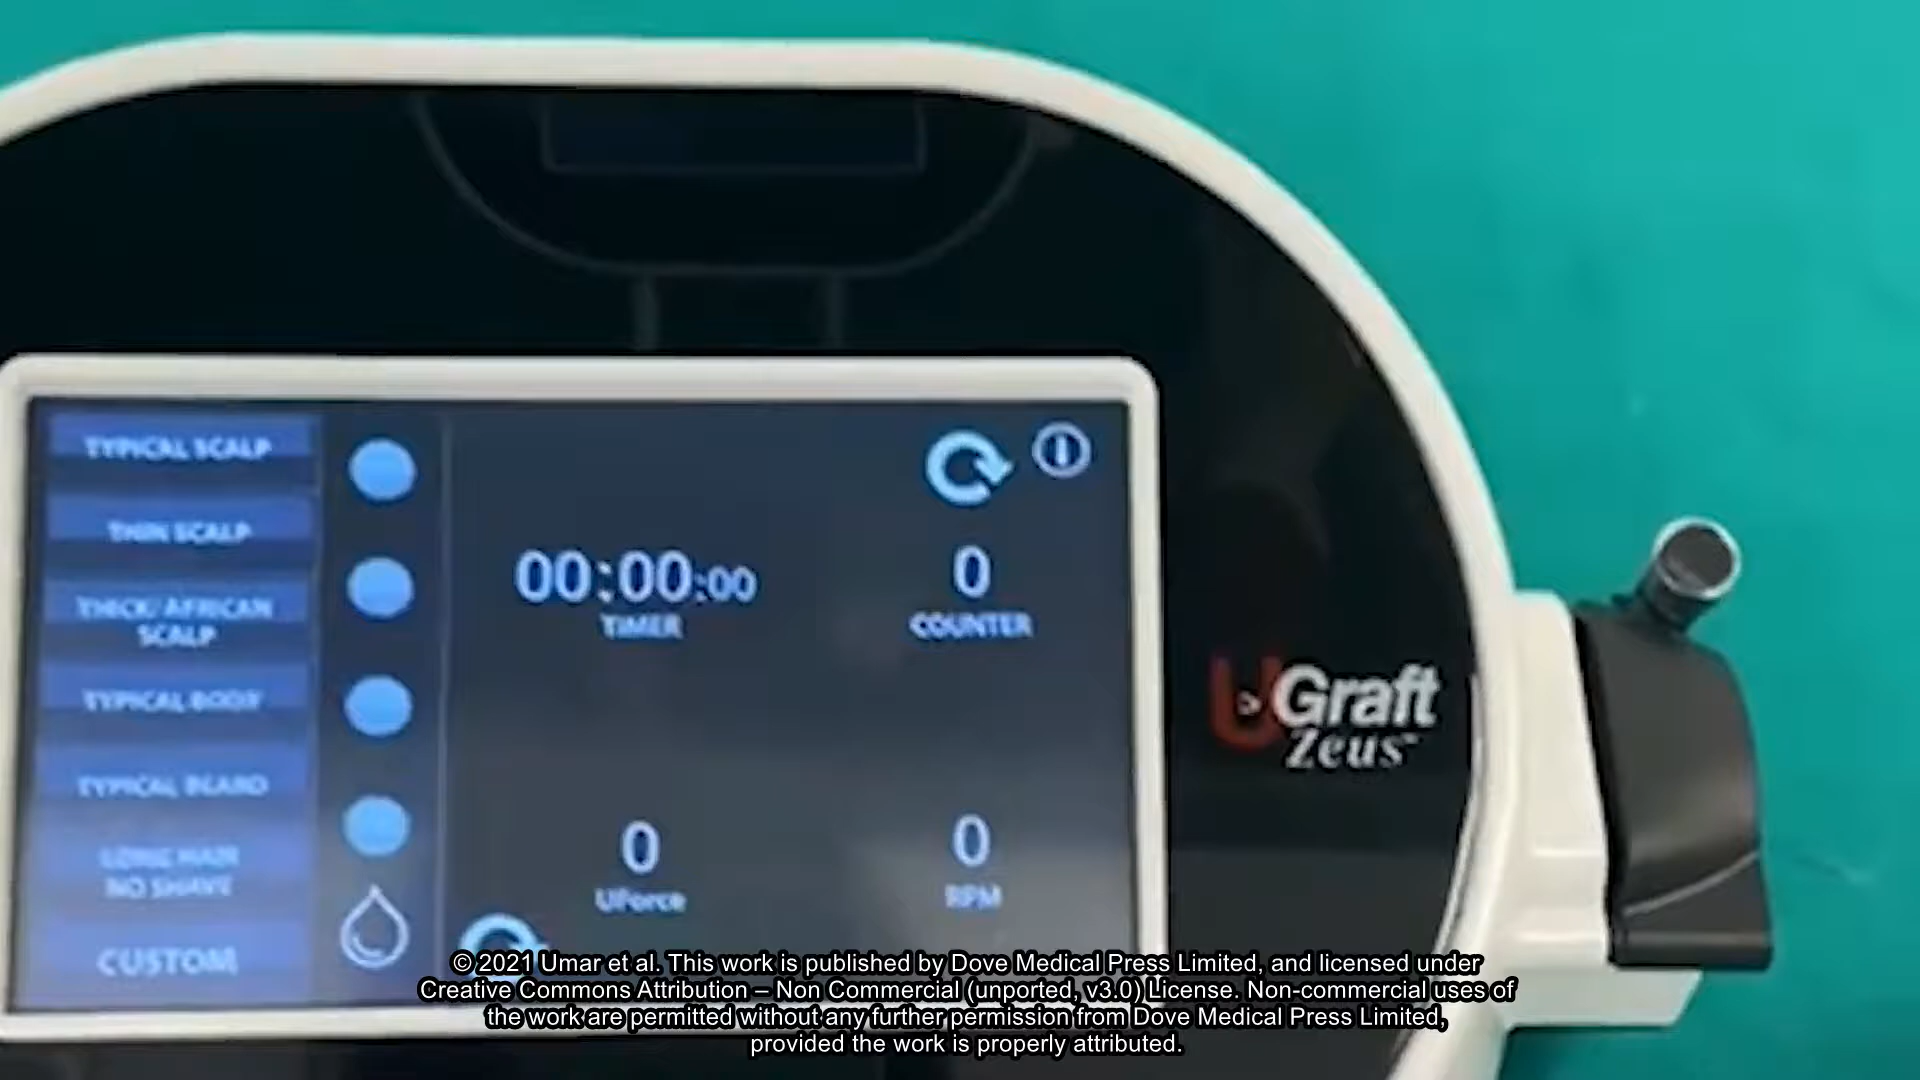 TYPICAL SCALP
THIN SCALP
THICK/AFRICAN
SCALP
TYPICAL BODY
TYPICAL BEARD
LONG HAIR
NO SHAVE
CUSTOM
00:00:00
TIMER
0
COUNTER
0
UForce
0
RPM
UGraft
Zeus™
© 2021 Umar et al. This work is published by Dove Medical Press Limited, and licensed under
Creative Commons Attribution – Non Commercial (unported, v3.0) License. Non-commercial uses of
the work are permitted without any further permission from Dove Medical Press Limited,
provided the work is properly attributed.